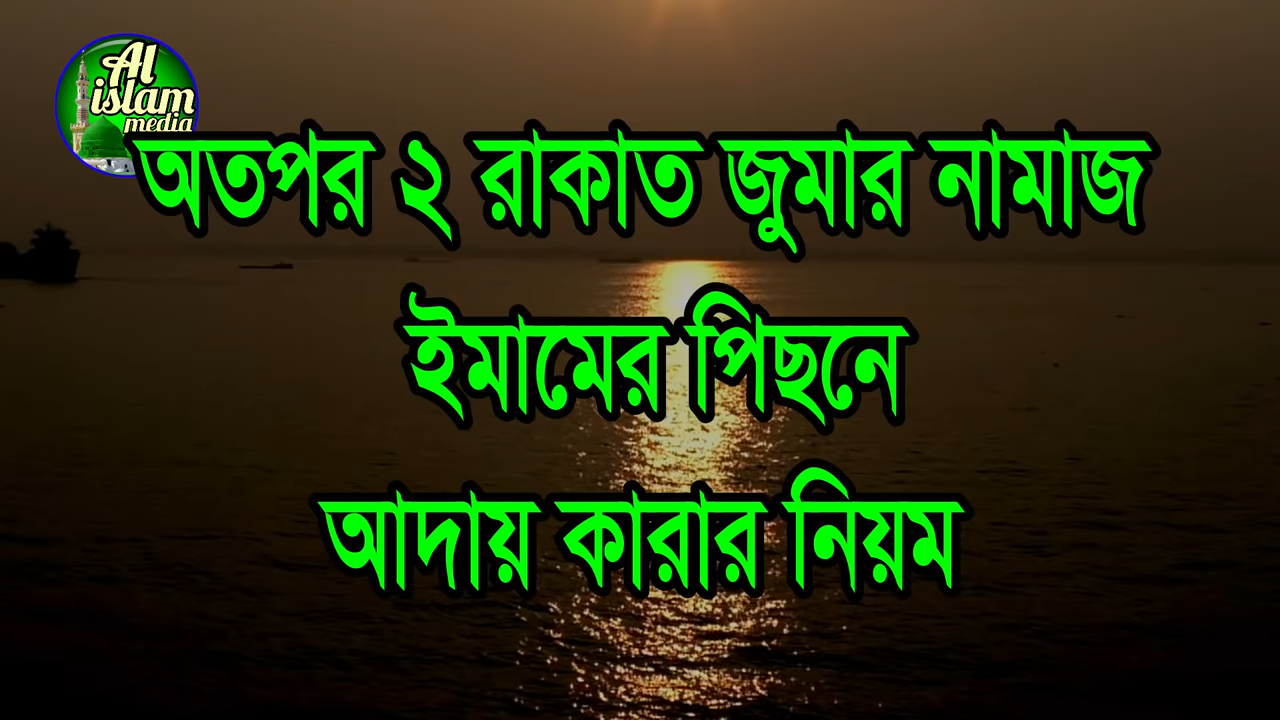 Al
islam
media
অতপর ২ রাকাত জুমার নামাজ
ইমামের পিছনে
আদায় কারার নিয়ম